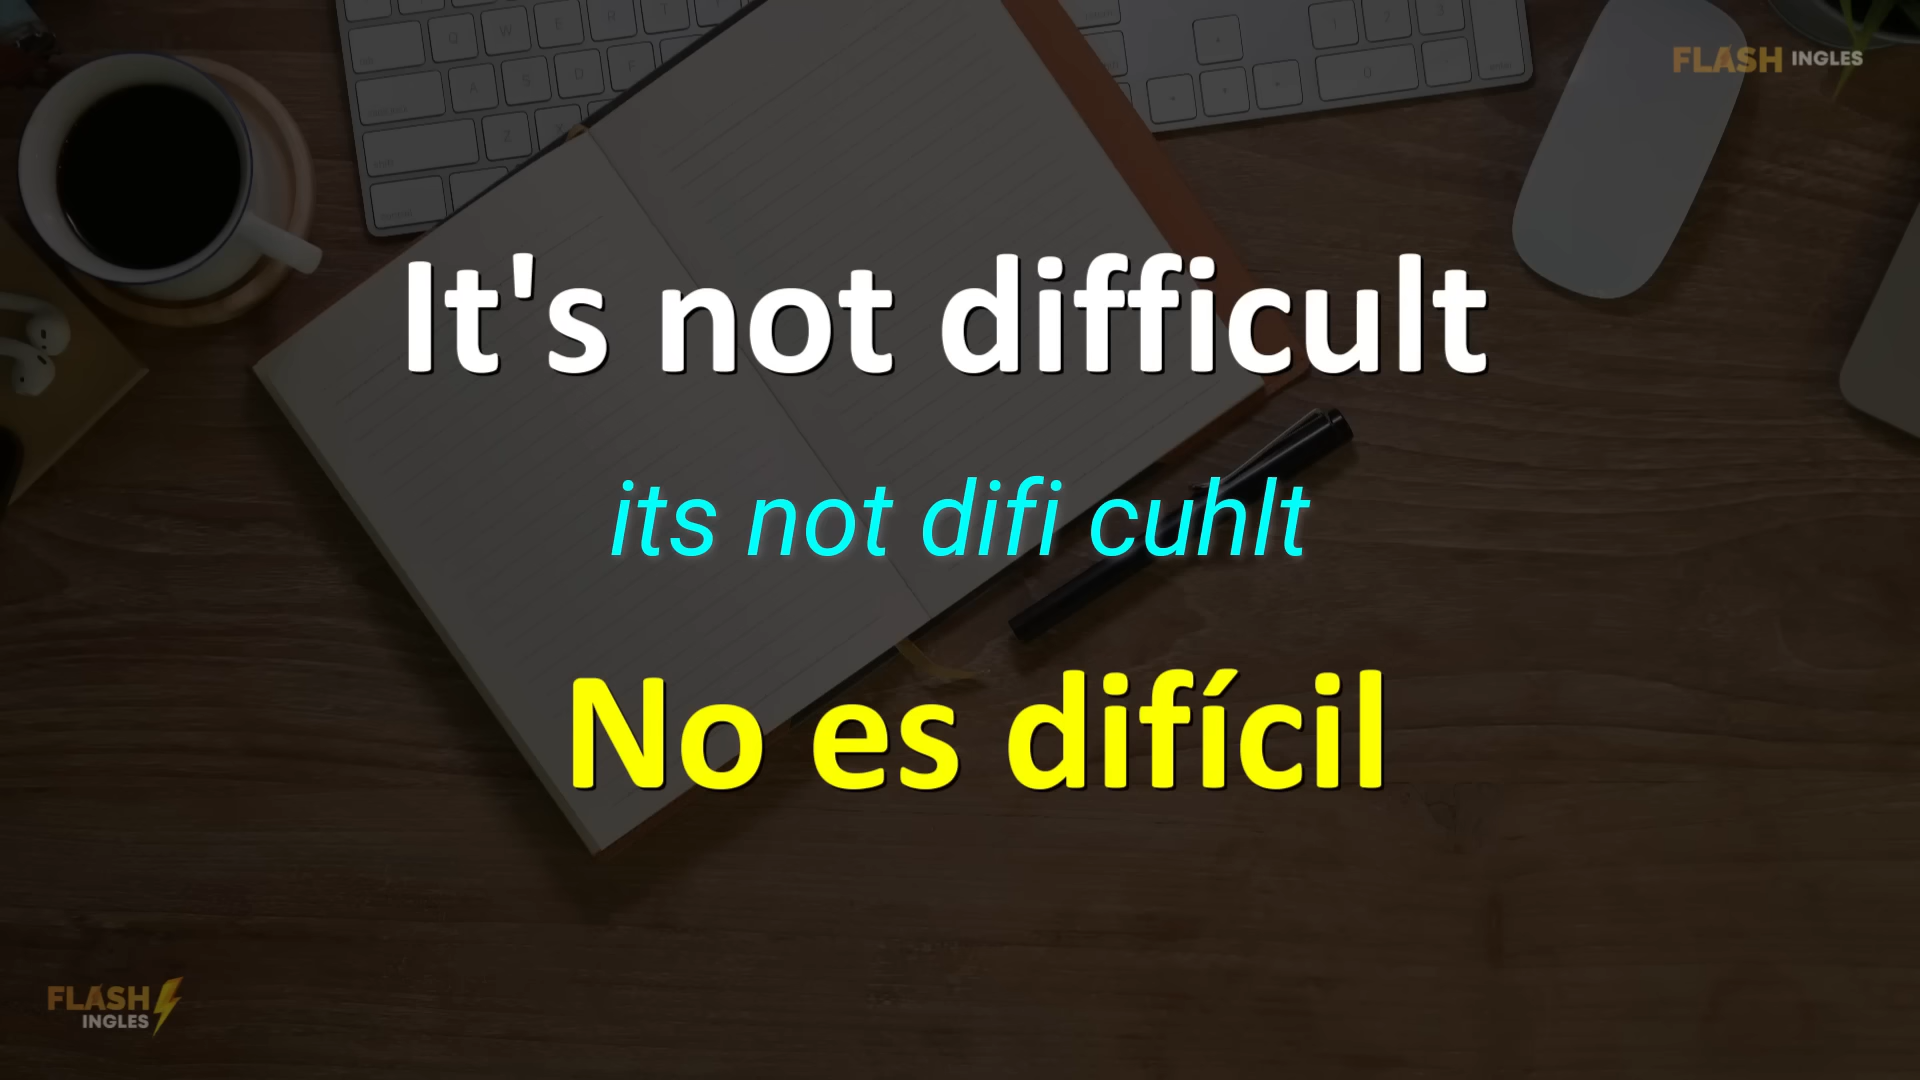 FLASH INGLES
It's not difficult
its not difi cuhlt
No es difícil
FLASH
INGLES